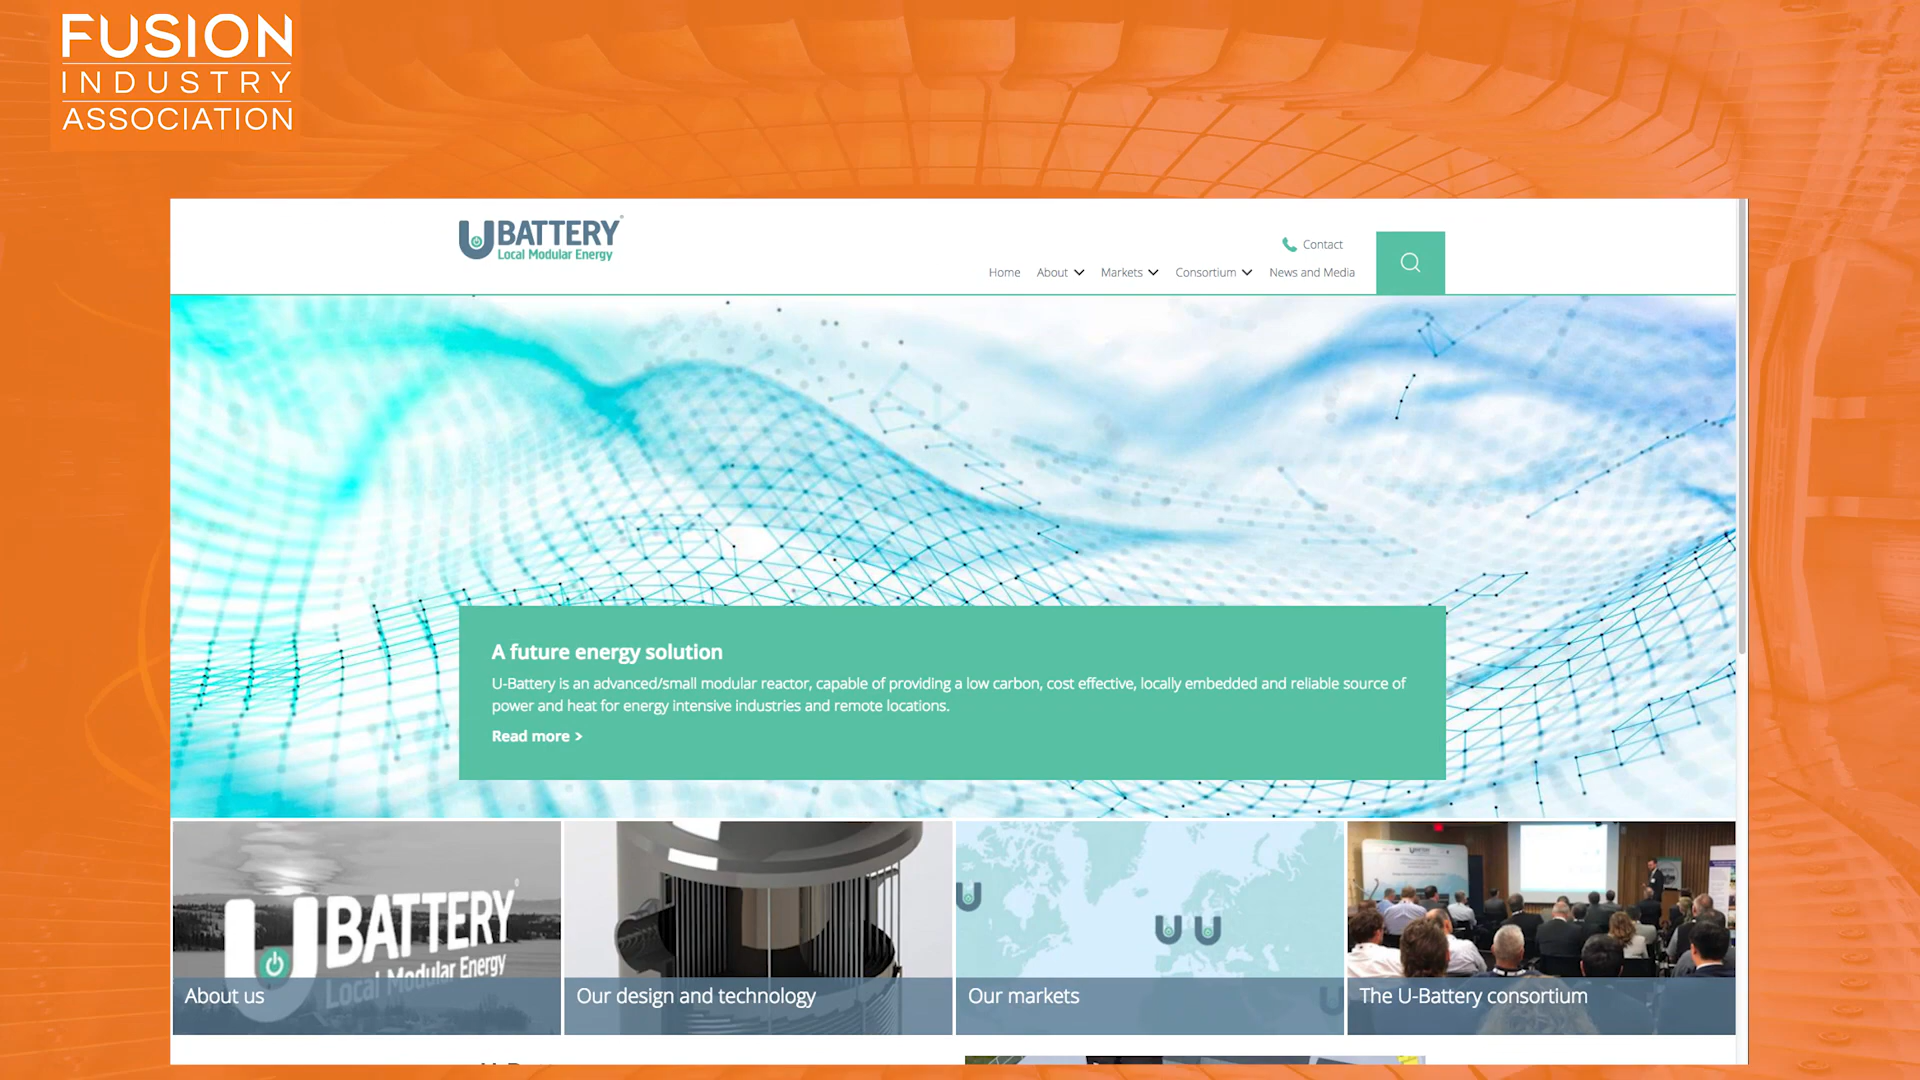 FUSION
INDUSTRY
ASSOCIATION
UBATTERY
Local Modular Energy
Contact
Home About Markets Consortium News and Media
A future energy solution
U-Battery is an advanced/small modular reactor, capable of providing a low carbon, cost effective, locally embedded and reliable source of
power and heat for energy intensive industries and remote locations.
Read more >
UBATTERY
Local Modular Energy
About us
Our design and technology
U U
Our markets
The U-Battery consortium